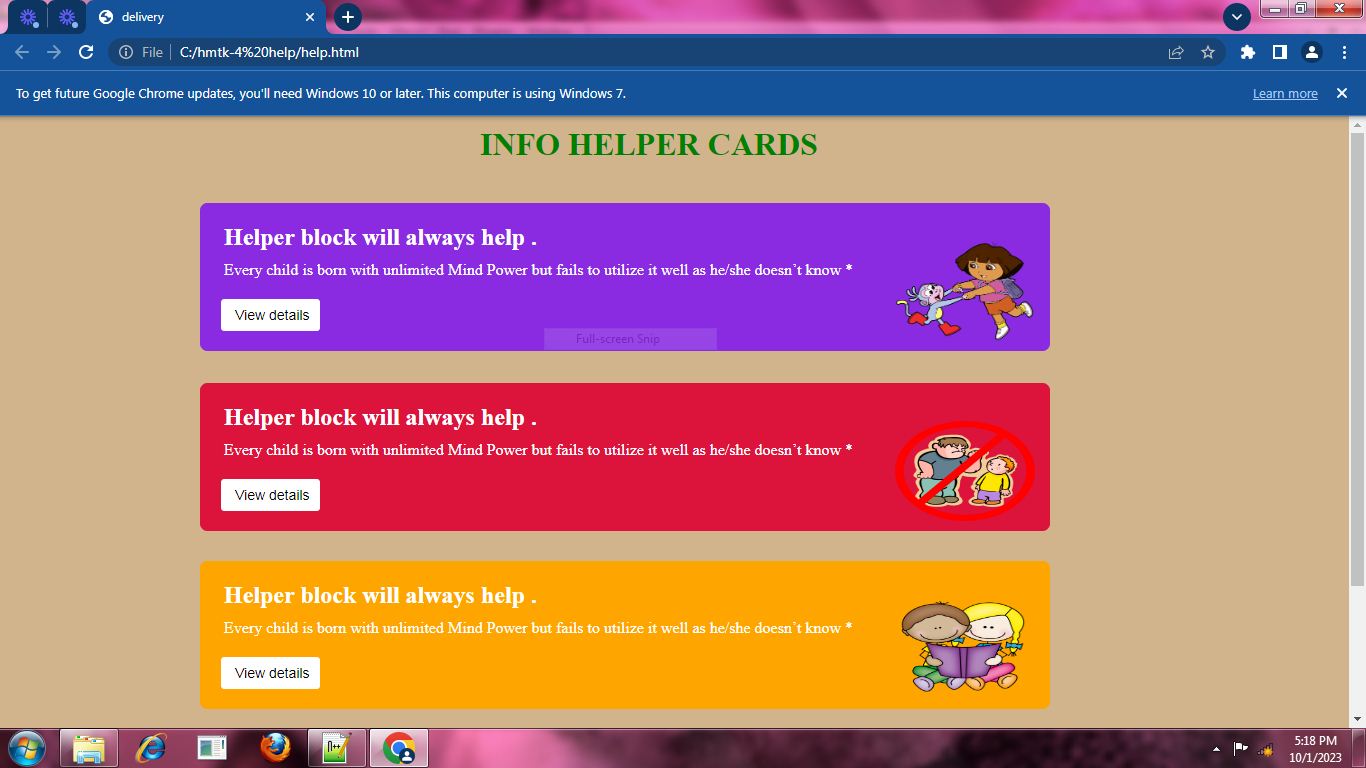 delivery
File
C:/hmtk-4%20help/help.html
To get future Google Chrome updates, you'll need Windows 10 or later. This computer is using Windows 7.
Learn more
INFO HELPER CARDS
Helper block will always help .
Every child is born with unlimited Mind Power but fails to utilize it well as he/she doesn’t know *
View details
Full-screen Snip
Helper block will always help .
Every child is born with unlimited Mind Power but fails to utilize it well as he/she doesn’t know *
View details
Helper block will always help .
Every child is born with unlimited Mind Power but fails to utilize it well as he/she doesn’t know *
View details
5:18 PM
10/1/2023